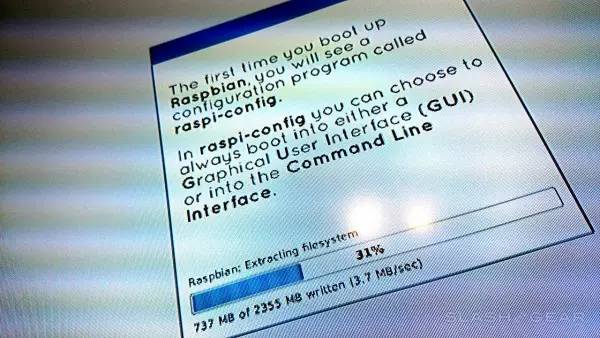 The first time you boot up
Raspbian, you will see a
configuration program called
raspi-config.
In raspi-config you can choose to
always boot into either a
Graphical User Interface (GUI)
or into the Command Line
Interface.
Raspbian: Extracting filesystem
31%
737 MB of 2355 MB written (3.7 MB/sec)
SLASH GEAR